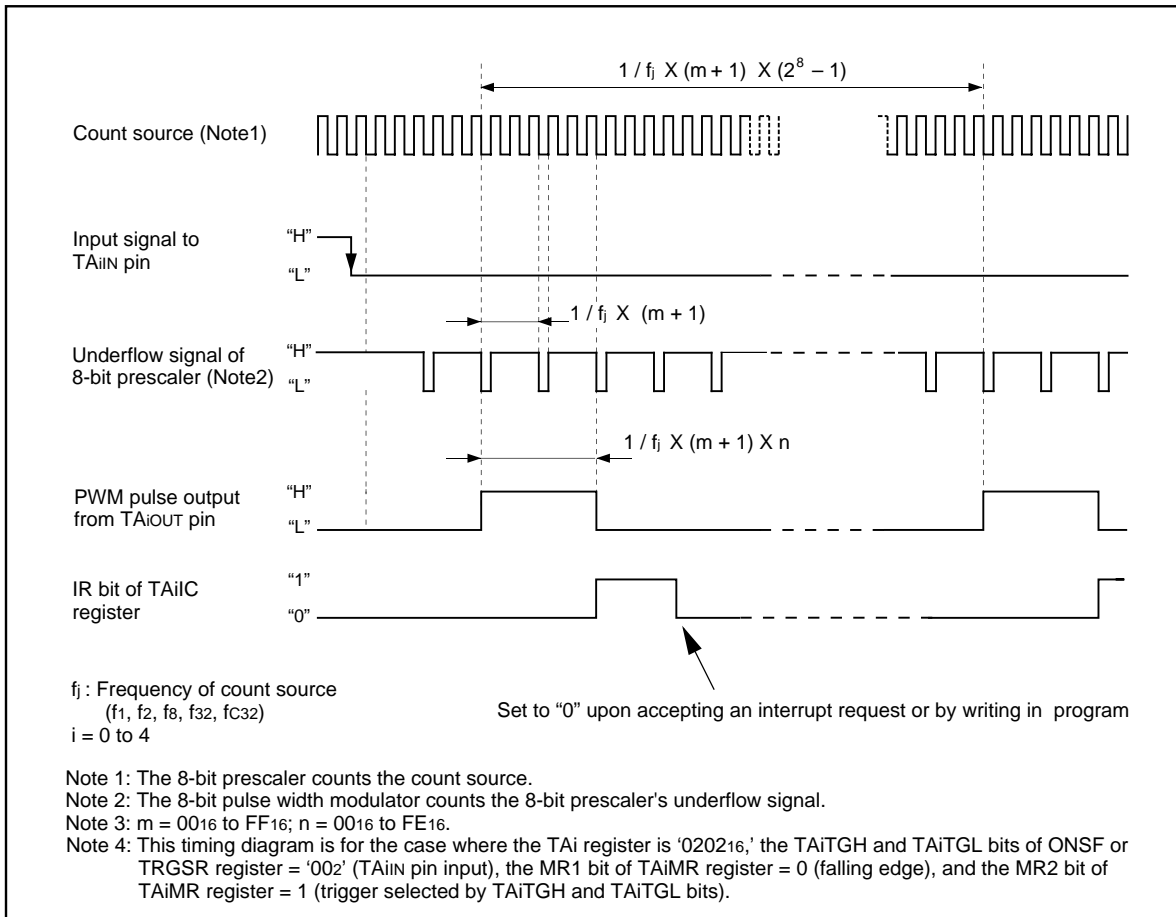 1 / fj X (m + 1) X (2^8 – 1)
Count source (Note1)
Input signal to
TAiIN pin
“H”
“L”
1 / fj X (m + 1)
Underflow signal of
8-bit prescaler (Note2)
“H”
“L”
1 / fj X (m + 1) X n
PWM pulse output
from TAiOUT pin
“H”
“L”
IR bit of TAiIC
register
“1”
“0”
fj : Frequency of count source
(f1, f2, f8, f32, fC32)
i = 0 to 4
Set to “0” upon accepting an interrupt request or by writing in program
Note 1: The 8-bit prescaler counts the count source.
Note 2: The 8-bit pulse width modulator counts the 8-bit prescaler's underflow signal.
Note 3: m = 0016 to FF16; n = 0016 to FE16.
Note 4: This timing diagram is for the case where the TAi register is ‘020216,’ the TAiTGH and TAiTGL bits of ONSF or
TRGSR register = ‘002’ (TAiIN pin input), the MR1 bit of TAiMR register = 0 (falling edge), and the MR2 bit of
TAiMR register = 1 (trigger selected by TAiTGH and TAiTGL bits).